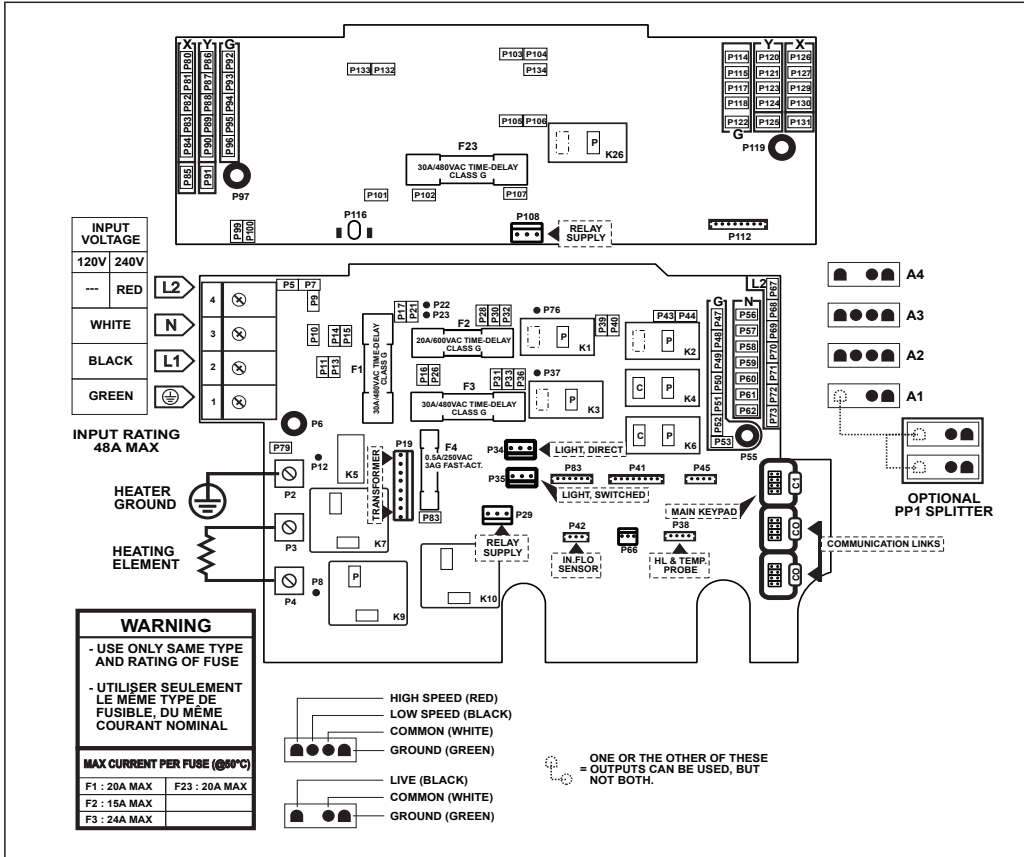 X Y G
P80 P86 P92
P81 P87 P93
P82 P88 P94
P83 P89 P95
P84 P90 P96
P85 P91
P97
P99 P100
P133 P132
P103 P104
P134
P105 P106
P
K26
F23
30A/480VAC TIME-DELAY
CLASS G
P101
P102
P107
P116
P108
RELAY
SUPPLY
P112
Y X
P114 P120 P126
P115 P121 P127
P117 P123 P129
P118 P124 P130
P122 P125 P131
G
P119
INPUT
VOLTAGE
120V 240V
--- RED L2
WHITE N
BLACK L1
GREEN
INPUT RATING
48A MAX
4
3
2
1
P5 P7
P9
P10
P14
P15
P11
P13
P17
P21
P22
P23
F1
30A/480VAC TIME-DELAY
CLASS G
F2
20A/600VAC TIME-DELAY
CLASS G
P28
P30
P32
P16
P26
F3
30A/480VAC TIME-DELAY
CLASS G
P31
P33
P36
P76
P
K1
P39
P40
P37
P
K3
P43 P44
P
K2
C P
K4
C P
K6
L2
G N
P47 P56 P67
P48 P57 P68
P49 P58 P69
P50 P59 P70
P51 P60 P71
P52 P61 P72
P53 P62 P73
P55
P6
P79
P12
P2
K5
P19
TRANSFORMER
F4
0.5A/250VAC
3AG FAST-ACT.
P83
P34
LIGHT, DIRECT
P35
LIGHT, SWITCHED
P83
P41
P45
MAIN KEYPAD
C1
CO
CO
COMMUNICATION LINKS
P29
RELAY
SUPPLY
P42
IN.FLO
SENSOR
P66
P38
HL & TEMP.
PROBE
HEATER
GROUND
P3
K7
HEATING
ELEMENT
P8
P4
P
K9
K10
A4
A3
A2
A1
OPTIONAL
PP1 SPLITTER
WARNING
- USE ONLY SAME TYPE
AND RATING OF FUSE
- UTILISER SEULEMENT
LE MÊME TYPE DE
FUSIBLE, DU MÊME
COURANT NOMINAL
MAX CURRENT PER FUSE (@50°C)
F1 : 20A MAX F23 : 20A MAX
F2 : 15A MAX
F3 : 24A MAX
HIGH SPEED (RED)
LOW SPEED (BLACK)
COMMON (WHITE)
GROUND (GREEN)
LIVE (BLACK)
COMMON (WHITE)
GROUND (GREEN)
ONE OR THE OTHER OF THESE
= OUTPUTS CAN BE USED, BUT
NOT BOTH.